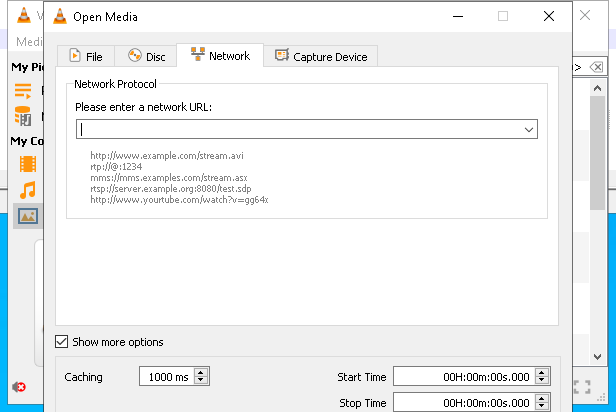 V
Open Media
Medi
File
Disc
Network
Capture Device
My Pi
My Co
Network Protocol
Please enter a network URL:
http://www.example.com/stream.avi
rtp://@:1234
mms://mms.examples.com/stream.asx
rtsp://server.example.org:8080/test.sdp
http://www.yourtube.com/watch?v=gg64x
Show more options
Caching
1000 ms
Start Time
00H:00m:00s.000
Stop Time
00H:00m:00s.000